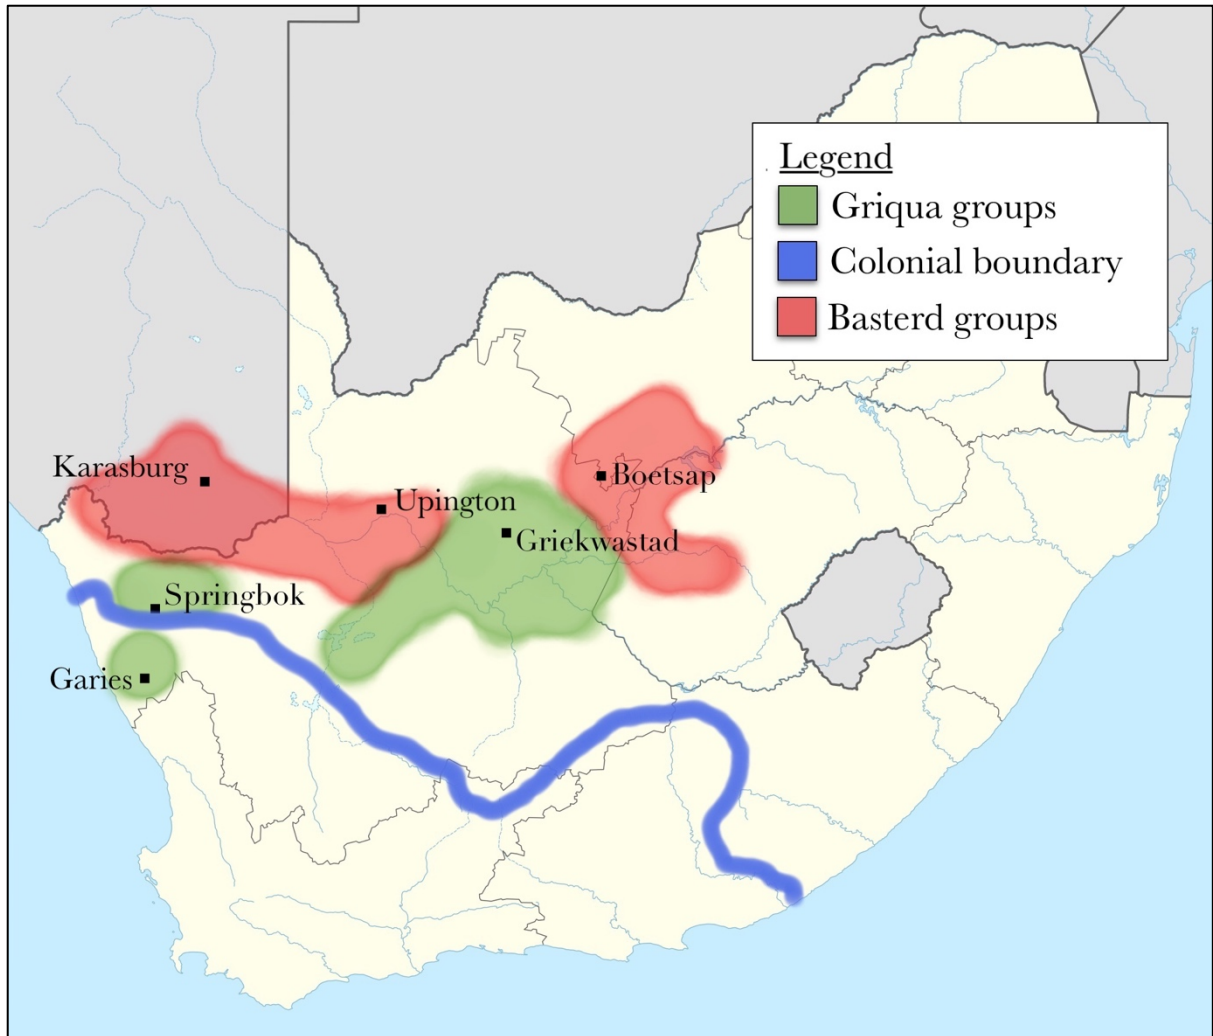 Legend
Griqua groups
Colonial boundary
Basterd groups
Karasburg
Upington
Boetsap
Griekwastad
Springbok
Garies